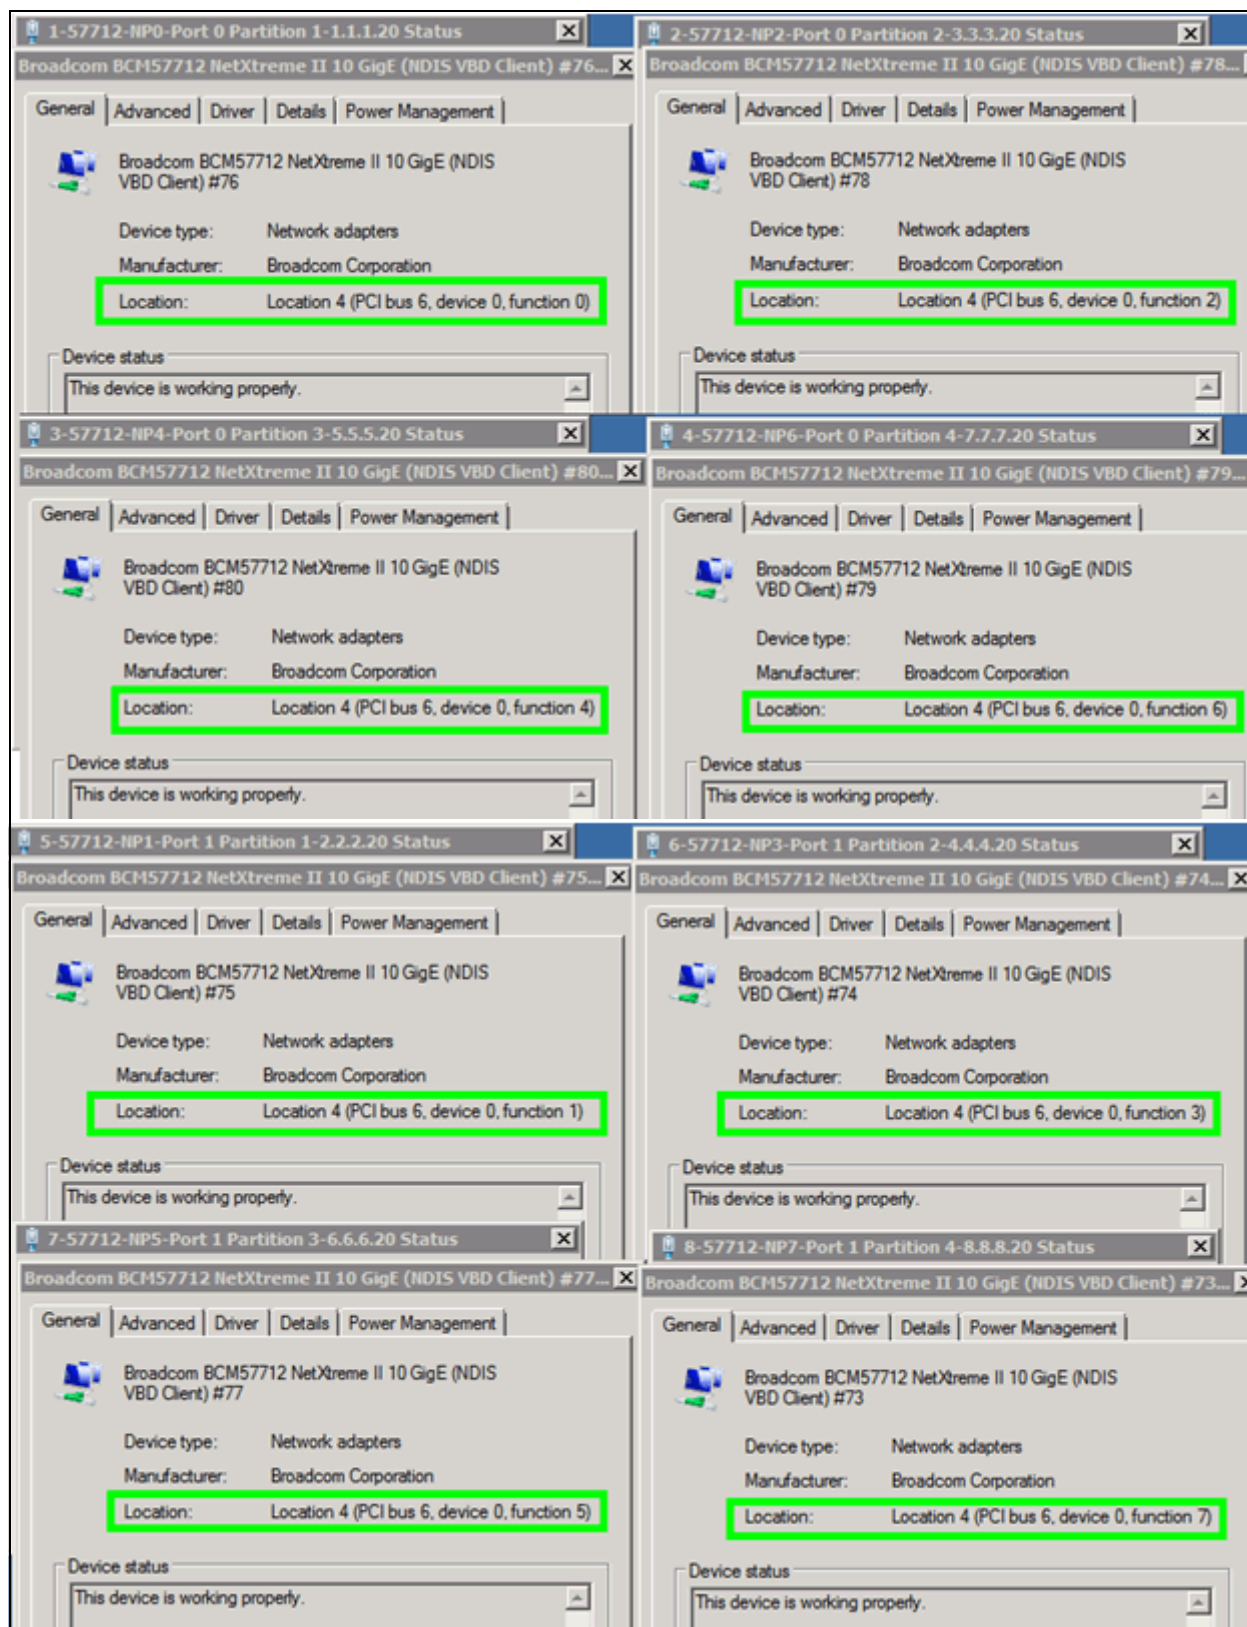 1-57712-NP0-Port 0 Partition 1-1.1.1.20 Status
Broadcom BCM57712 NetXtreme II 10 GigE (NDIS VBD Client) #76...
General Advanced Driver Details Power Management
Broadcom BCM57712 NetXtreme II 10 GigE (NDIS
VBD Client) #76
Device type: Network adapters
Manufacturer: Broadcom Corporation
Location: Location 4 (PCI bus 6, device 0, function 0)
Device status
This device is working properly.
2-57712-NP2-Port 0 Partition 2-3.3.3.20 Status
Broadcom BCM57712 NetXtreme II 10 GigE (NDIS VBD Client) #78...
General Advanced Driver Details Power Management
Broadcom BCM57712 NetXtreme II 10 GigE (NDIS
VBD Client) #78
Device type: Network adapters
Manufacturer: Broadcom Corporation
Location: Location 4 (PCI bus 6, device 0, function 2)
Device status
This device is working properly.
3-57712-NP4-Port 0 Partition 3-5.5.5.20 Status
Broadcom BCM57712 NetXtreme II 10 GigE (NDIS VBD Client) #80...
General Advanced Driver Details Power Management
Broadcom BCM57712 NetXtreme II 10 GigE (NDIS
VBD Client) #80
Device type: Network adapters
Manufacturer: Broadcom Corporation
Location: Location 4 (PCI bus 6, device 0, function 4)
Device status
This device is working properly.
4-57712-NP6-Port 0 Partition 4-7.7.7.20 Status
Broadcom BCM57712 NetXtreme II 10 GigE (NDIS VBD Client) #79...
General Advanced Driver Details Power Management
Broadcom BCM57712 NetXtreme II 10 GigE (NDIS
VBD Client) #79
Device type: Network adapters
Manufacturer: Broadcom Corporation
Location: Location 4 (PCI bus 6, device 0, function 6)
Device status
This device is working properly.
5-57712-NP1-Port 1 Partition 1-2.2.2.20 Status
Broadcom BCM57712 NetXtreme II 10 GigE (NDIS VBD Client) #75...
General Advanced Driver Details Power Management
Broadcom BCM57712 NetXtreme II 10 GigE (NDIS
VBD Client) #75
Device type: Network adapters
Manufacturer: Broadcom Corporation
Location: Location 4 (PCI bus 6, device 0, function 1)
Device status
This device is working properly.
6-57712-NP3-Port 1 Partition 2-4.4.4.20 Status
Broadcom BCM57712 NetXtreme II 10 GigE (NDIS VBD Client) #74...
General Advanced Driver Details Power Management
Broadcom BCM57712 NetXtreme II 10 GigE (NDIS
VBD Client) #74
Device type: Network adapters
Manufacturer: Broadcom Corporation
Location: Location 4 (PCI bus 6, device 0, function 3)
Device status
This device is working properly.
7-57712-NP5-Port 1 Partition 3-6.6.6.20 Status
Broadcom BCM57712 NetXtreme II 10 GigE (NDIS VBD Client) #77...
General Advanced Driver Details Power Management
Broadcom BCM57712 NetXtreme II 10 GigE (NDIS
VBD Client) #77
Device type: Network adapters
Manufacturer: Broadcom Corporation
Location: Location 4 (PCI bus 6, device 0, function 5)
Device status
This device is working properly.
8-57712-NP7-Port 1 Partition 4-8.8.8.20 Status
Broadcom BCM57712 NetXtreme II 10 GigE (NDIS VBD Client) #73...
General Advanced Driver Details Power Management
Broadcom BCM57712 NetXtreme II 10 GigE (NDIS
VBD Client) #73
Device type: Network adapters
Manufacturer: Broadcom Corporation
Location: Location 4 (PCI bus 6, device 0, function 7)
Device status
This device is working properly.